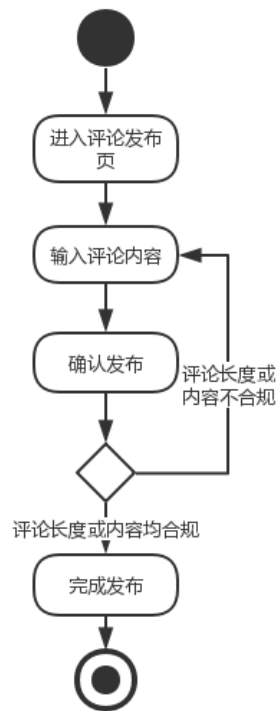 进入评论发布
页
输入评论内容
确认发布
评论长度或
内容不合规
评论长度或内容均合规
完成发布